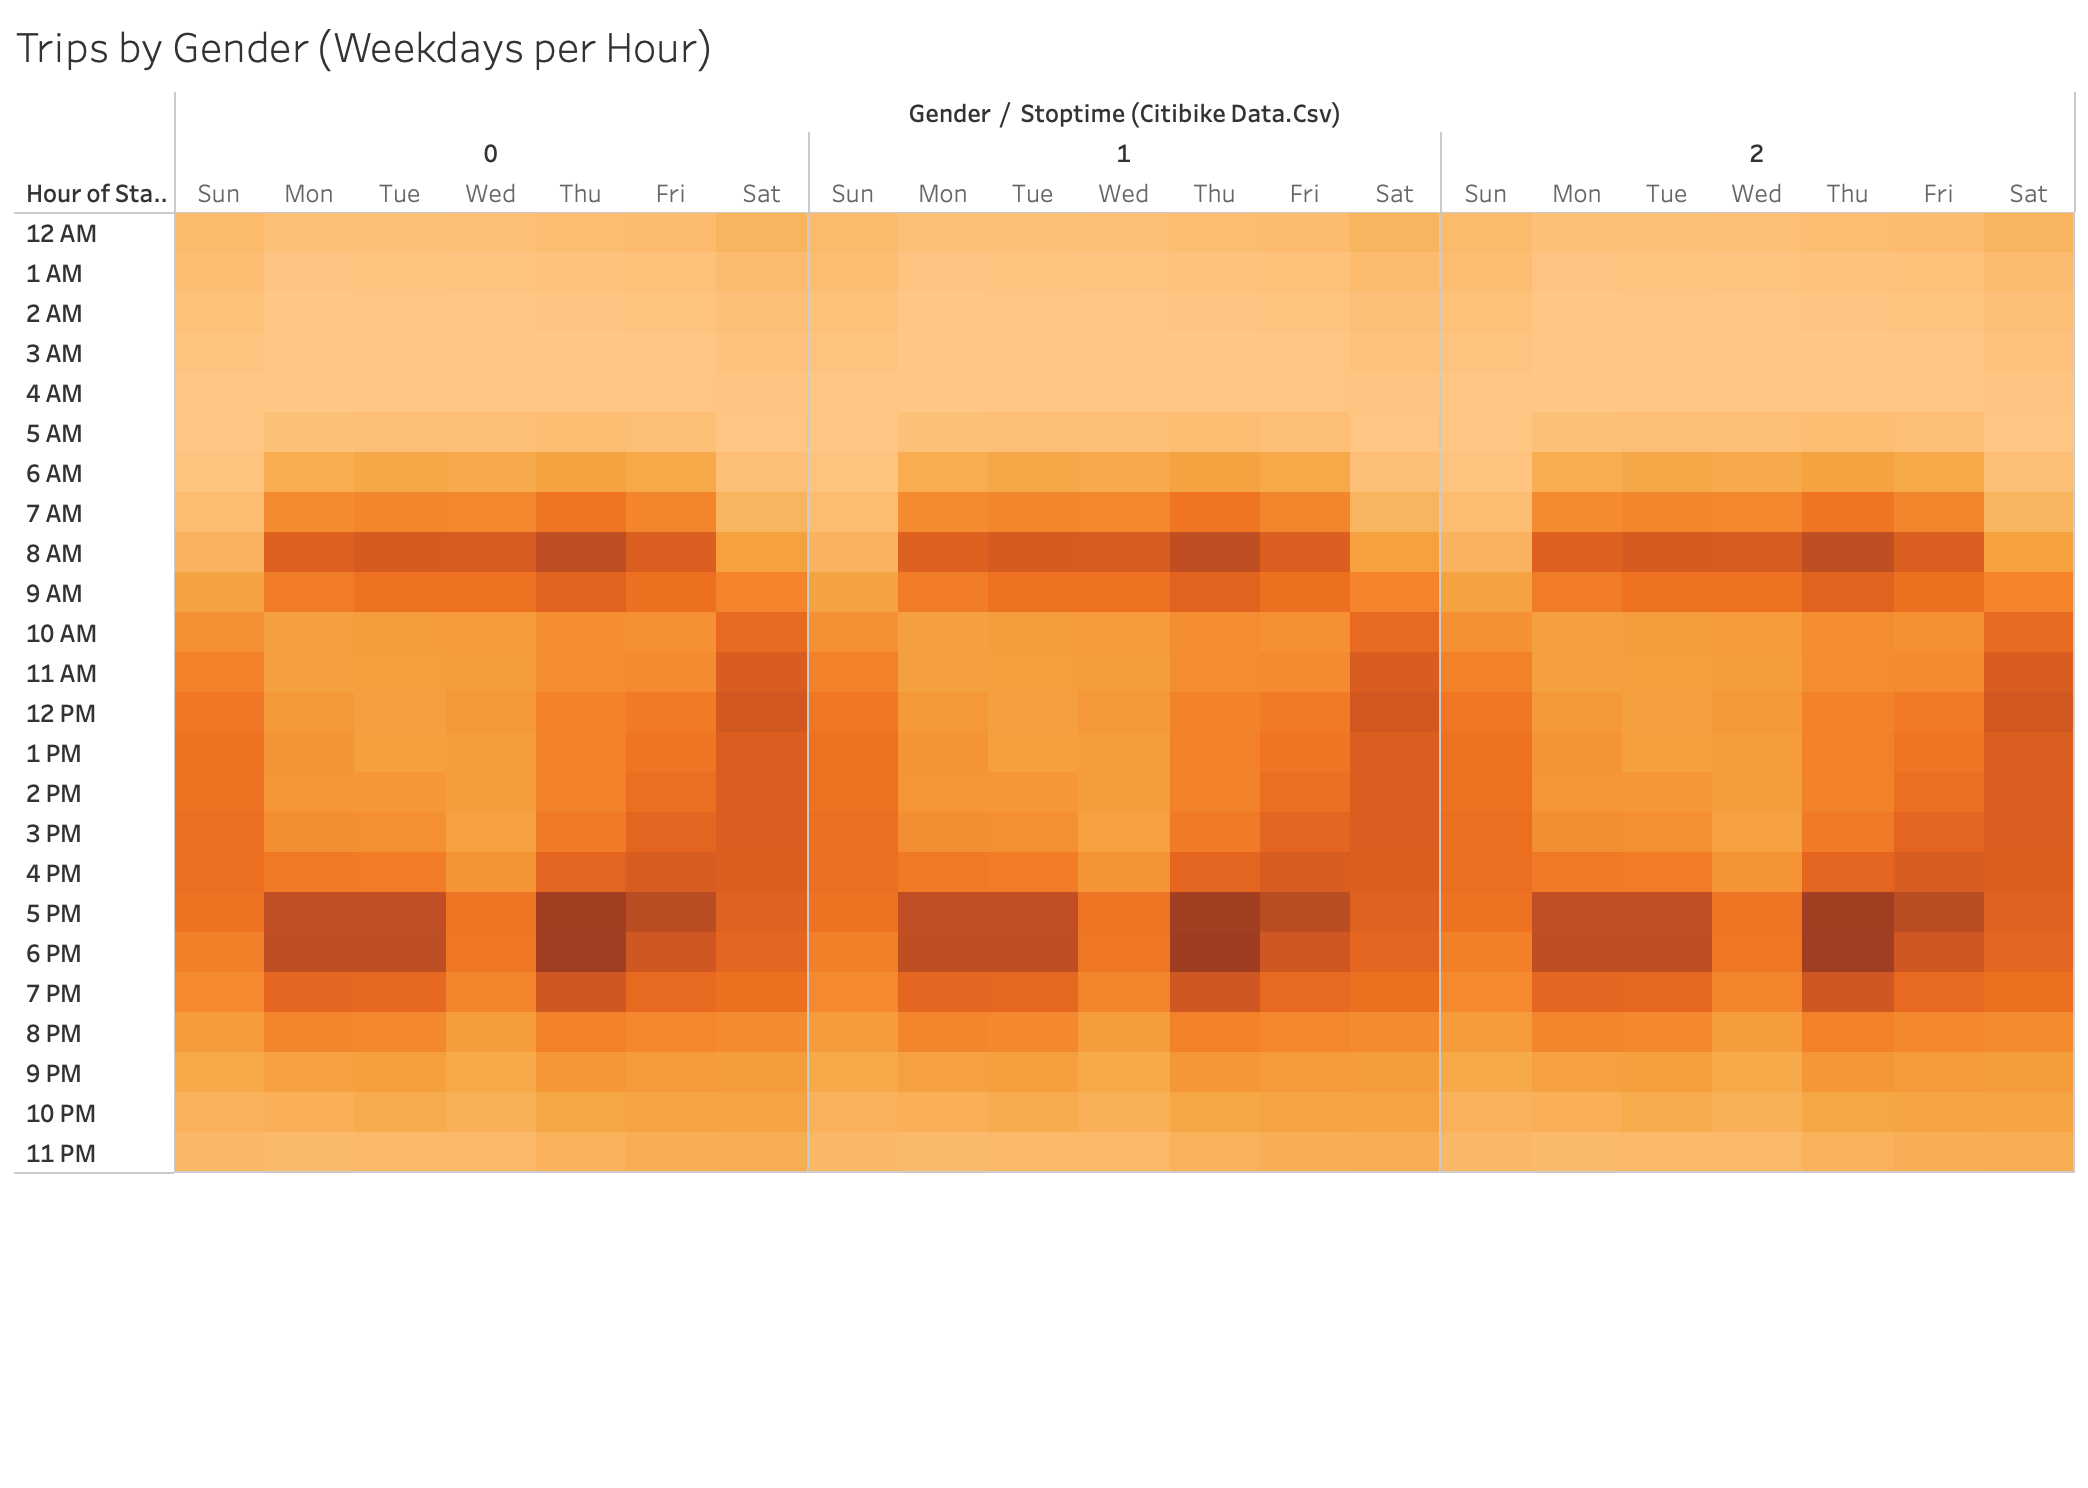 Trips by Gender (Weekdays per Hour)
Gender / Stoptime (Citibike Data.Csv)
0 1 2
Hour of Sta.. Sun Mon Tue Wed Thu Fri Sat Sun Mon Tue Wed Thu Fri Sat Sun Mon Tue Wed Thu Fri Sat
12 AM
1 AM
2 AM
3 AM
4 AM
5 AM
6 AM
7 AM
8 AM
9 AM
10 AM
11 AM
12 PM
1 PM
2 PM
3 PM
4 PM
5 PM
6 PM
7 PM
8 PM
9 PM
10 PM
11 PM